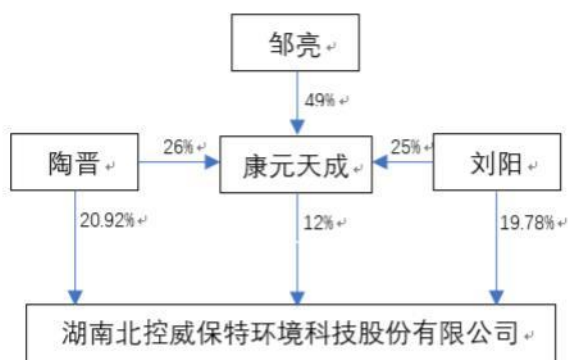 邹亮
49%
陶晋
26%
康元天成
25%
刘阳
20.92%
12%
19.78%
湖南北控威保特环境科技股份有限公司